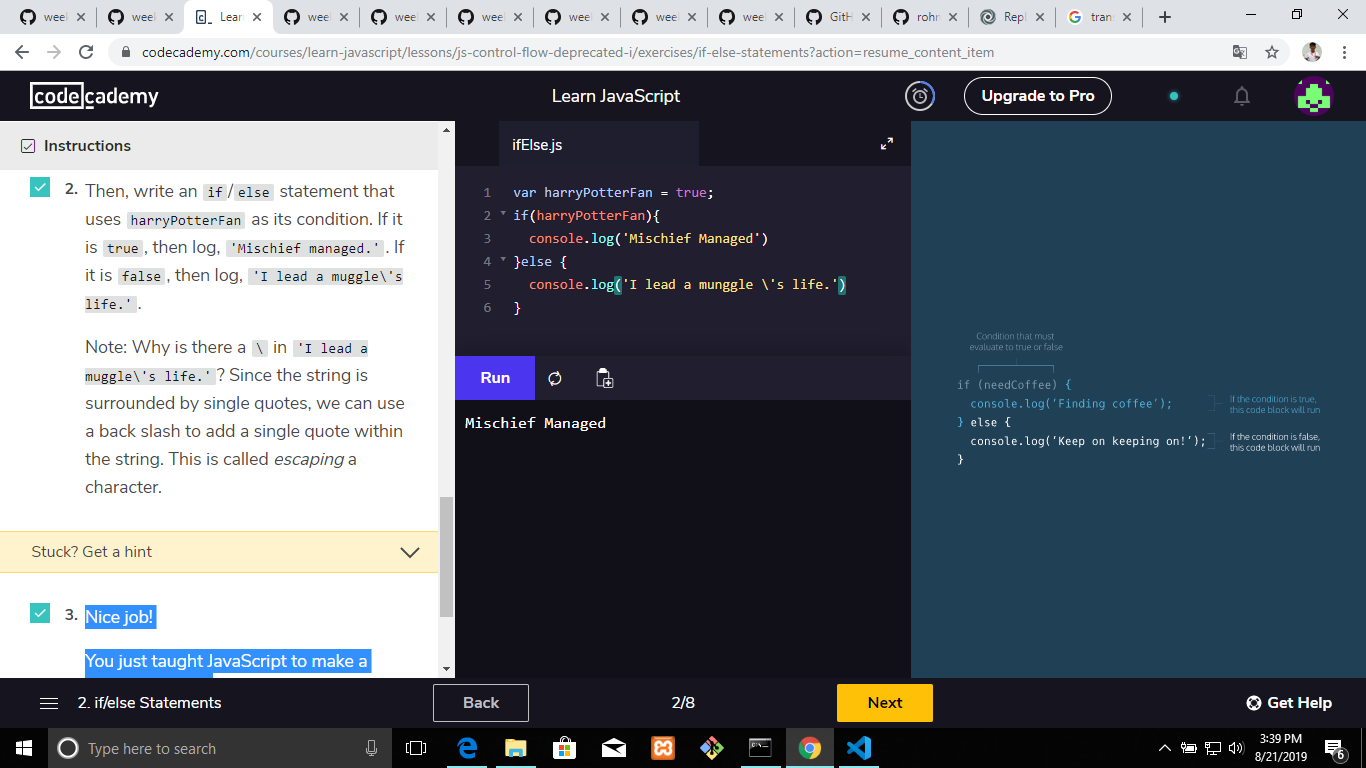 wee
wee
Lear
wee
wee
wee
wee
wee
wee
GitH
rohr
Repl
tran
codecademy.com/courses/learn-javascript/lessons/js-control-flow-deprecated-i/exercises/if-else-statements?action=resume_content_item
codecademy
Learn JavaScript
Upgrade to Pro
Instructions
2. Then, write an if/else statement that
uses harryPotterFan as its condition. If it
is true, then log, 'Mischief managed.'. If
it is false, then log, 'I lead a muggle\'s
life.'.
Note: Why is there a \ in 'I lead a
muggle\'s life.'? Since the string is
surrounded by single quotes, we can use
a back slash to add a single quote within
the string. This is called escaping a
character.
Stuck? Get a hint
3. Nice job!
You just taught JavaScript to make a
ifElse.js
1 var harryPotterFan = true;
2 if(harryPotterFan){
3 console.log('Mischief Managed')
4 }else {
5 console.log('I lead a munggle \'s life.')
6 }
Run
Mischief Managed
Condition that must
evaluate to true or false
if (needCoffee) {
console.log('Finding coffee');
If the condition is true,
this code block will run
} else {
console.log('Keep on keeping on!');
If the condition is false,
this code block will run
}
2. if/else Statements
Back
2/8
Next
Get Help
Type here to search
3:39 PM
8/21/2019
6